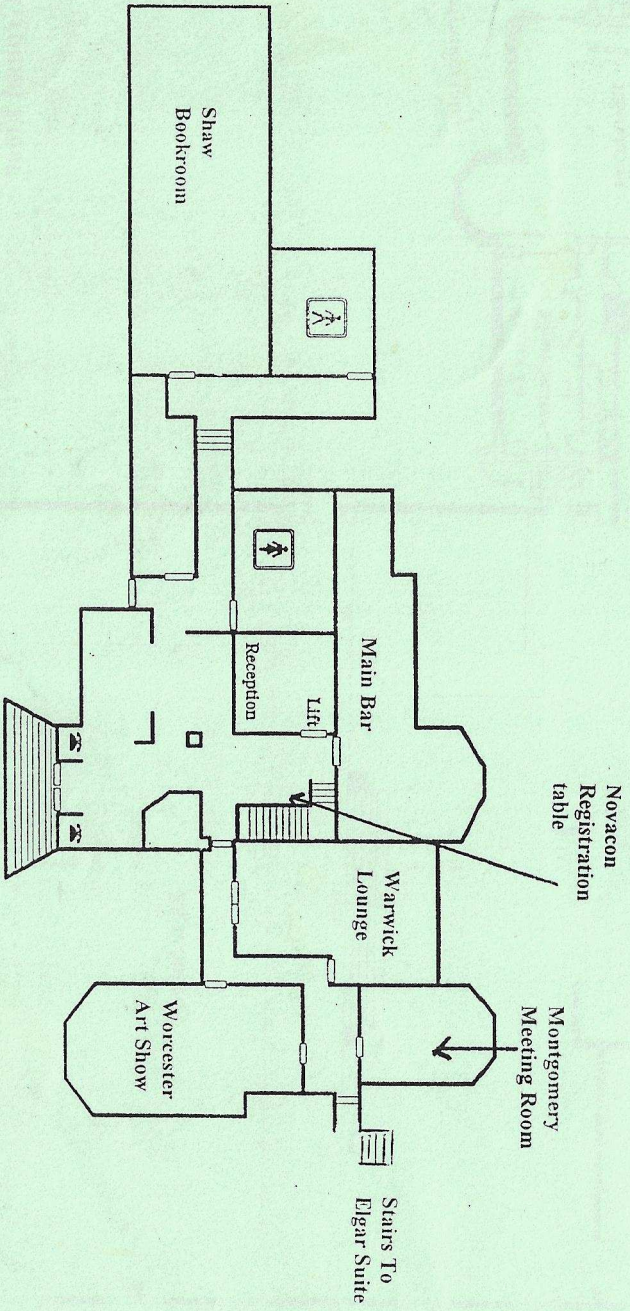 Shaw
Bookroom
Main Bar
Reception
Lift
Novacon
Registration
table
Warwick
Lounge
Worcester
Art Show
Montgomery
Meeting Room
Stairs To
Elgar Suite